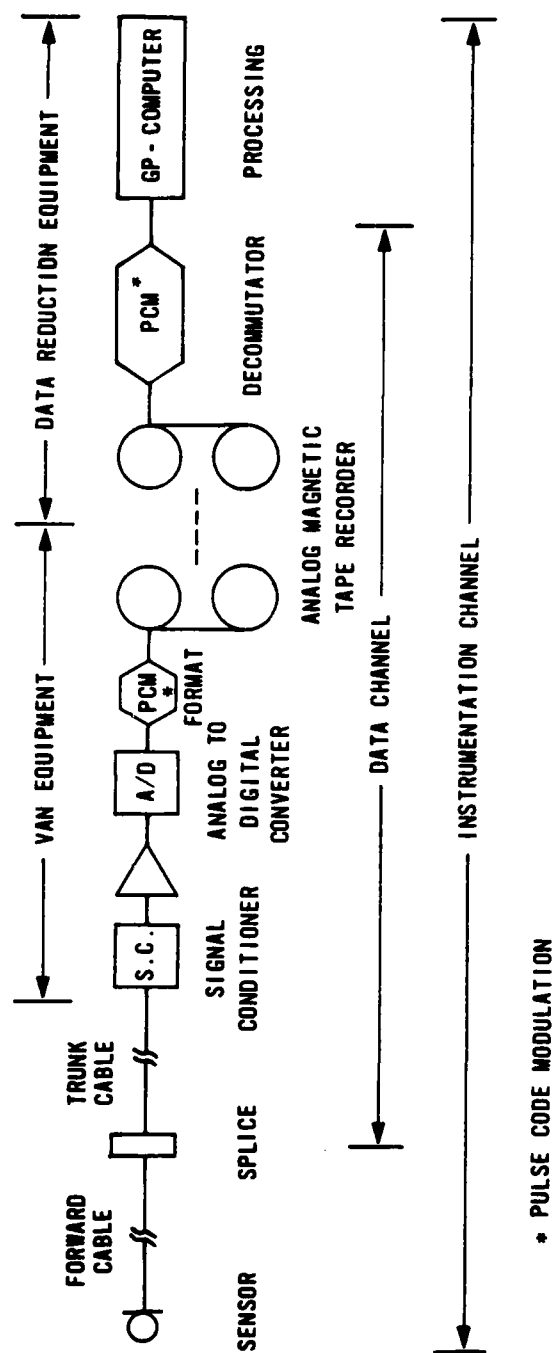 VAN EQUIPMENT
DATA REDUCTION EQUIPMENT
FORWARD
CABLE
TRUNK
CABLE
S.C.
A/D
PCM
*
PCM*
GP-COMPUTER
SENSOR
SPLICE
SIGNAL
CONDITIONER
ANALOG TO
DIGITAL
CONVERTER
FORMAT
ANALOG MAGNETIC
TAPE RECORDER
DECOMMUTATOR
PROCESSING
DATA CHANNEL
INSTRUMENTATION CHANNEL
* PULSE CODE MODULATION